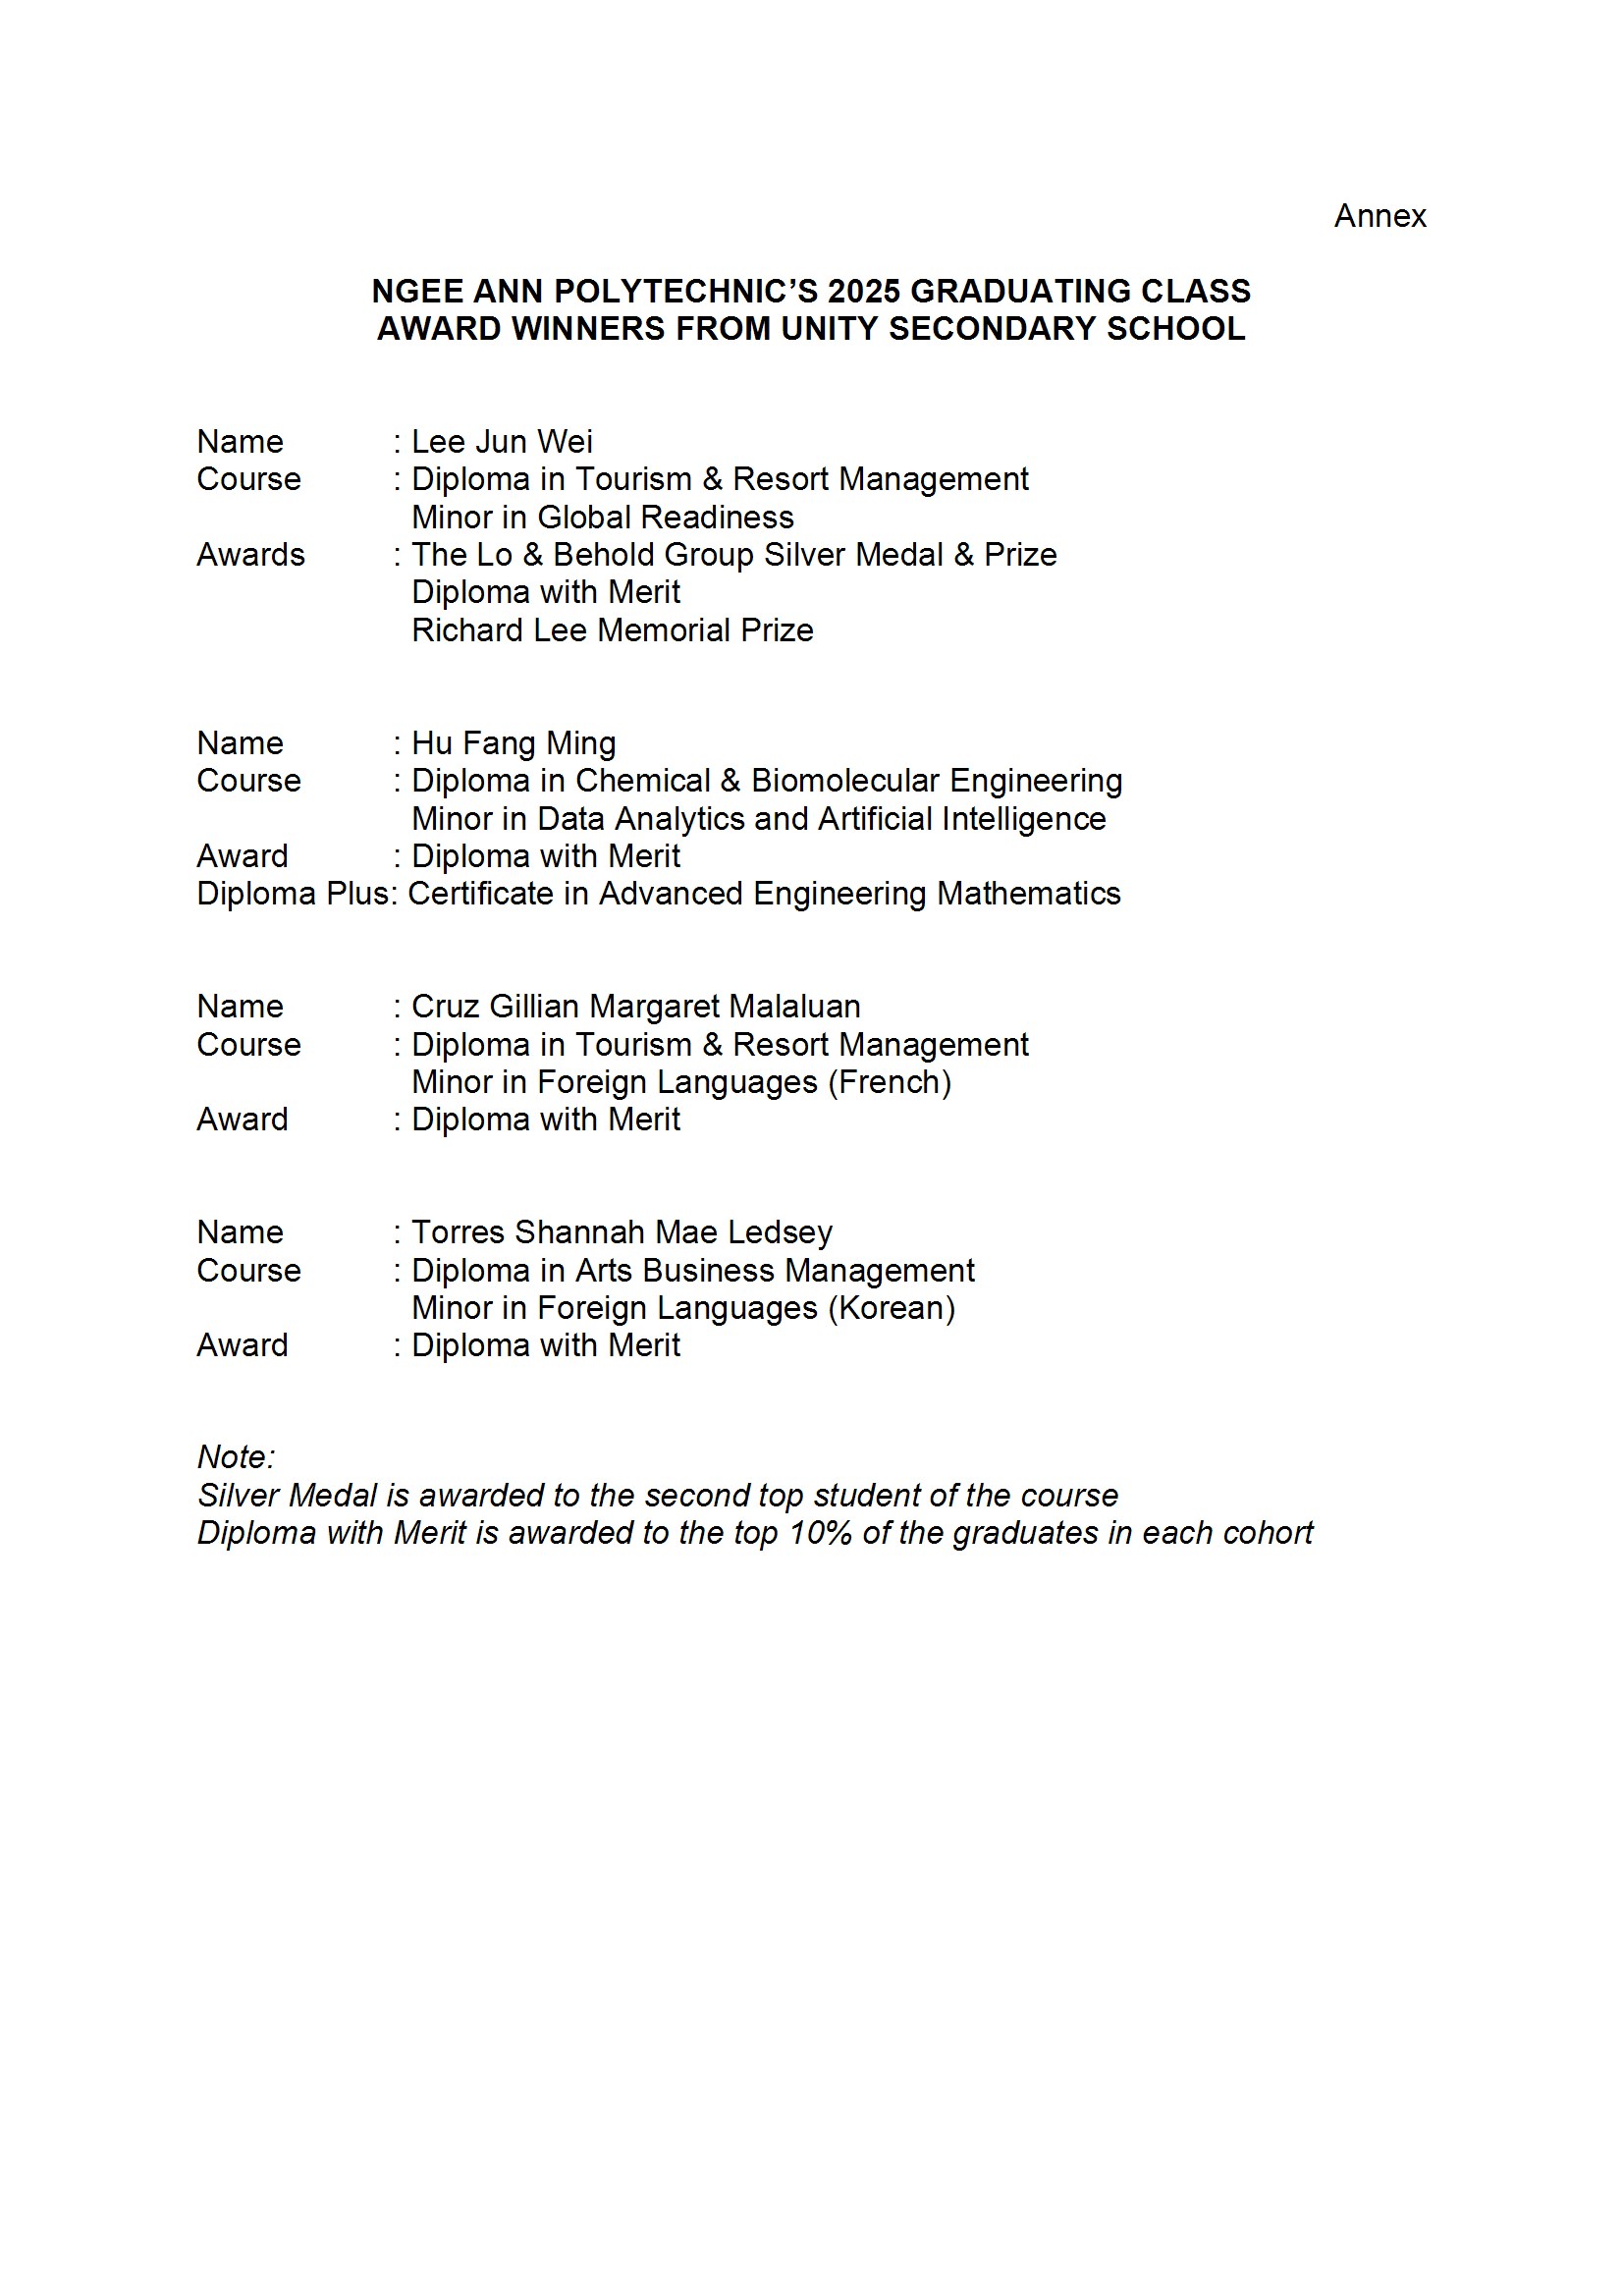 Annex
NGEE ANN POLYTECHNIC’S 2025 GRADUATING CLASS
AWARD WINNERS FROM UNITY SECONDARY SCHOOL
Name : Lee Jun Wei
Course : Diploma in Tourism & Resort Management
Minor in Global Readiness
Awards : The Lo & Behold Group Silver Medal & Prize
Diploma with Merit
Richard Lee Memorial Prize
Name : Hu Fang Ming
Course : Diploma in Chemical & Biomolecular Engineering
Minor in Data Analytics and Artificial Intelligence
Award : Diploma with Merit
Diploma Plus: Certificate in Advanced Engineering Mathematics
Name : Cruz Gillian Margaret Malaluan
Course : Diploma in Tourism & Resort Management
Minor in Foreign Languages (French)
Award : Diploma with Merit
Name : Torres Shannah Mae Ledsey
Course : Diploma in Arts Business Management
Minor in Foreign Languages (Korean)
Award : Diploma with Merit
Note:
Silver Medal is awarded to the second top student of the course
Diploma with Merit is awarded to the top 10% of the graduates in each cohort